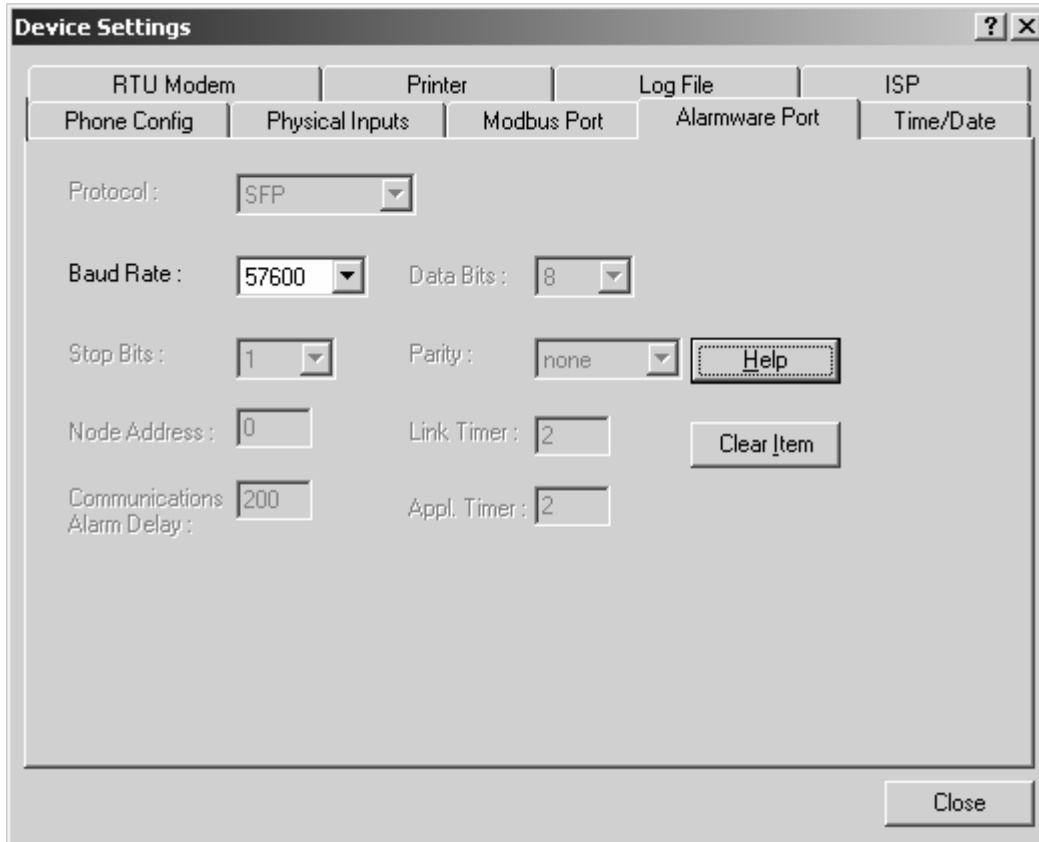 Device Settings
RTU Modem Printer Log File ISP
Phone Config Physical Inputs Modbus Port Alarmware Port Time/Date
Protocol : SFP
Baud Rate : 57600 Data Bits : 8
Stop Bits : 1 Parity : none Help
Node Address : 0 Link Timer : 2
Clear Item
Communications
Alarm Delay : 200 Appl. Timer : 2
Close